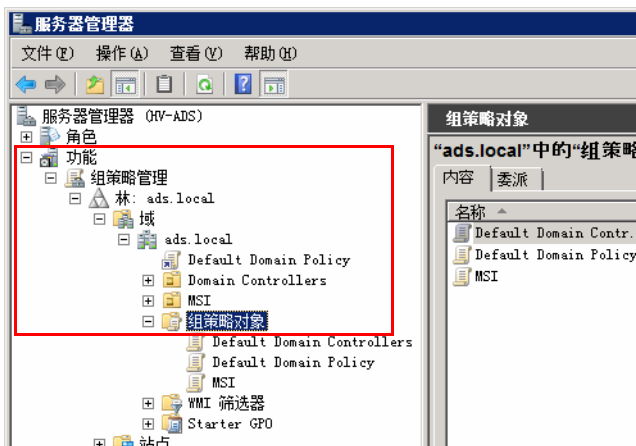 服务器管理器
文件(F) 操作(A) 查看(V) 帮助(H)
服务器管理器 (HV-ADS)
角色
功能
组策略管理
林: ads.local
域
ads.local
Default Domain Policy
Domain Controllers
MSI
组策略对象
Default Domain Controllers
Default Domain Policy
MSI
WMI 筛选器
Starter GPO
站点
组策略对象
“ads.local”中的“组策略
内容 委派
名称
Default Domain Contr.
Default Domain Policy
MSI